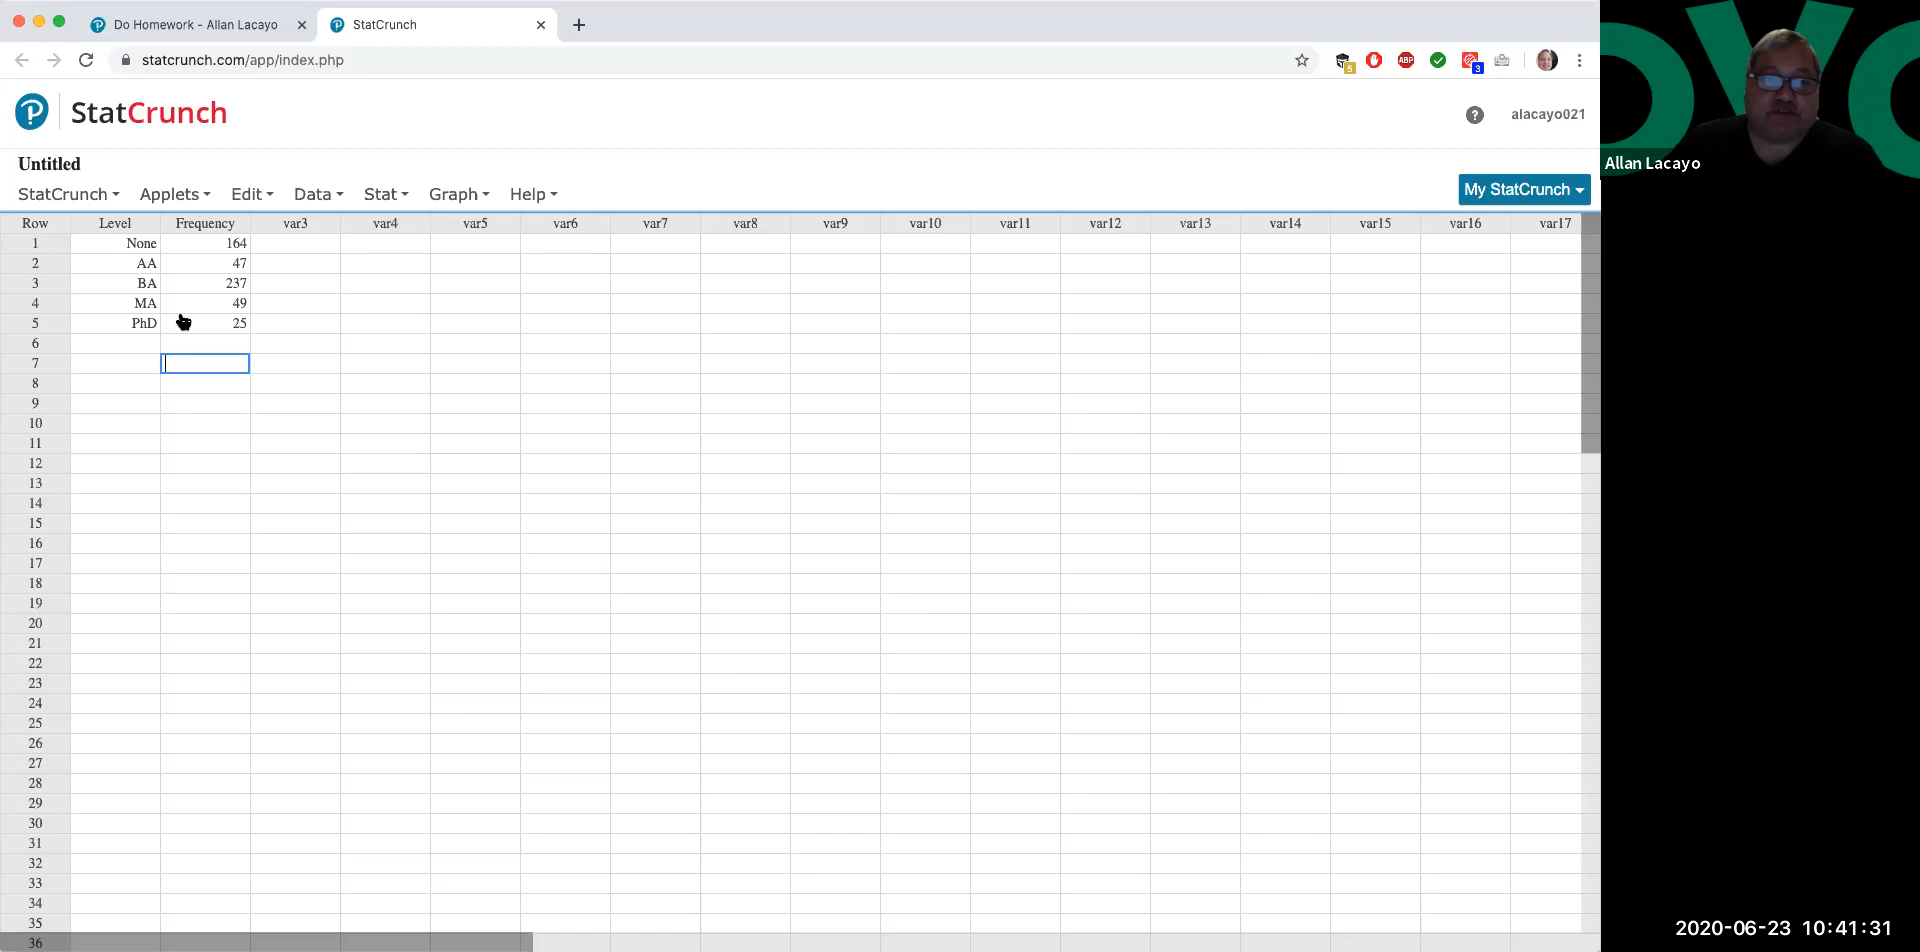 Do Homework - Allan Lacayo
StatCrunch
statcrunch.com/app/index.php
5
ABP
3
StatCrunch
alacayo021
Allan Lacayo
Untitled
StatCrunch Applets Edit Data Stat Graph Help
My StatCrunch
Row Level Frequency var3 var4 var5 var6 var7 var8 var9 var10 var11 var12 var13 var14 var15 var16 var17
1 None 164
2 AA 47
3 BA 237
4 MA 49
5 PhD 25
6
7
8
9
10
11
12
13
14
15
16
17
18
19
20
21
22
23
24
25
26
27
28
29
30
31
32
33
34
35
36
2020-06-23 10:41:31